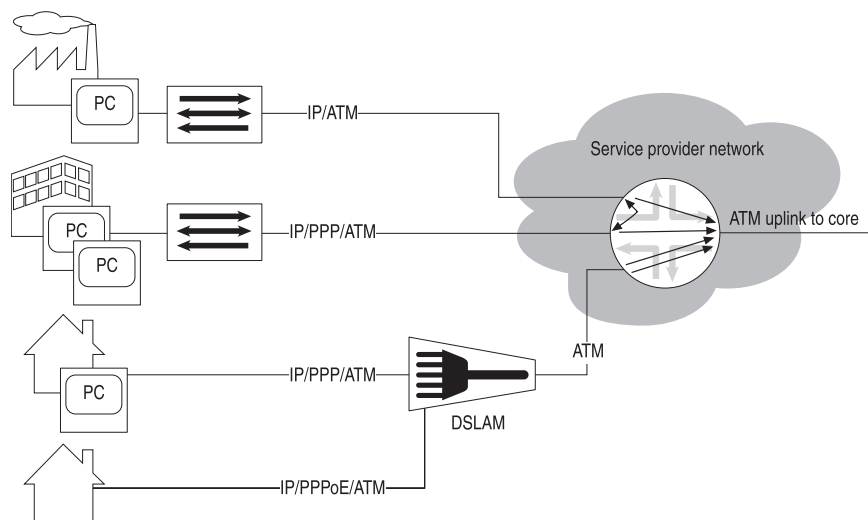 PC
IP/ATM
Service provider network
PC
PC
IP/PPP/ATM
ATM uplink to core
PC
IP/PPP/ATM
ATM
DSLAM
IP/PPPoE/ATM